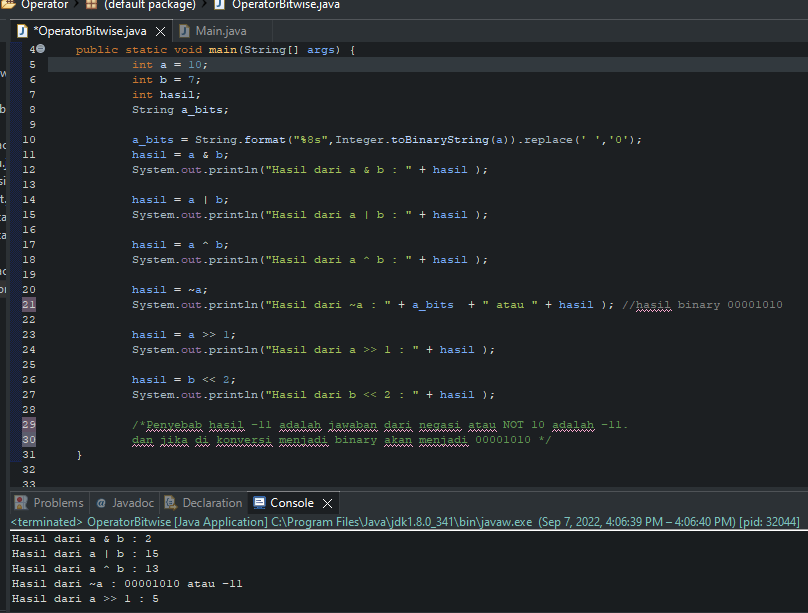 Operator (default package) OperatorBitwise.java
*OperatorBitwise.java Main.java
4 public static void main(String[] args) {
5 int a = 10;
6 int b = 7;
7 int hasil;
8 String a_bits;
9
10 a_bits = String.format("%8s",Integer.toBinaryString(a)).replace(' ','0');
11 hasil = a & b;
12 System.out.println("Hasil dari a & b : " + hasil );
13
14 hasil = a | b;
15 System.out.println("Hasil dari a | b : " + hasil );
16
17 hasil = a ^ b;
18 System.out.println("Hasil dari a ^ b : " + hasil );
19
20 hasil = ~a;
21 System.out.println("Hasil dari ~a : " + a_bits  + " atau " + hasil ); //hasil binary 00001010
22
23 hasil = a >> 1;
24 System.out.println("Hasil dari a >> 1 : " + hasil );
25
26 hasil = b << 2;
27 System.out.println("Hasil dari b << 2 : " + hasil );
28
29 /*Penyebab hasil -11 adalah jawaban dari negasi atau NOT 10 adalah -11.
30 dan jika di konversi menjadi binary akan menjadi 00001010 */
31 }
32
33
Problems Javadoc Declaration Console
<terminated> OperatorBitwise [Java Application] C:\Program Files\Java\jdk1.8.0_341\bin\javaw.exe (Sep 7, 2022, 4:06:39 PM – 4:06:40 PM) [pid: 32044]
Hasil dari a & b : 2
Hasil dari a | b : 15
Hasil dari a ^ b : 13
Hasil dari ~a : 00001010 atau -11
Hasil dari a >> 1 : 5